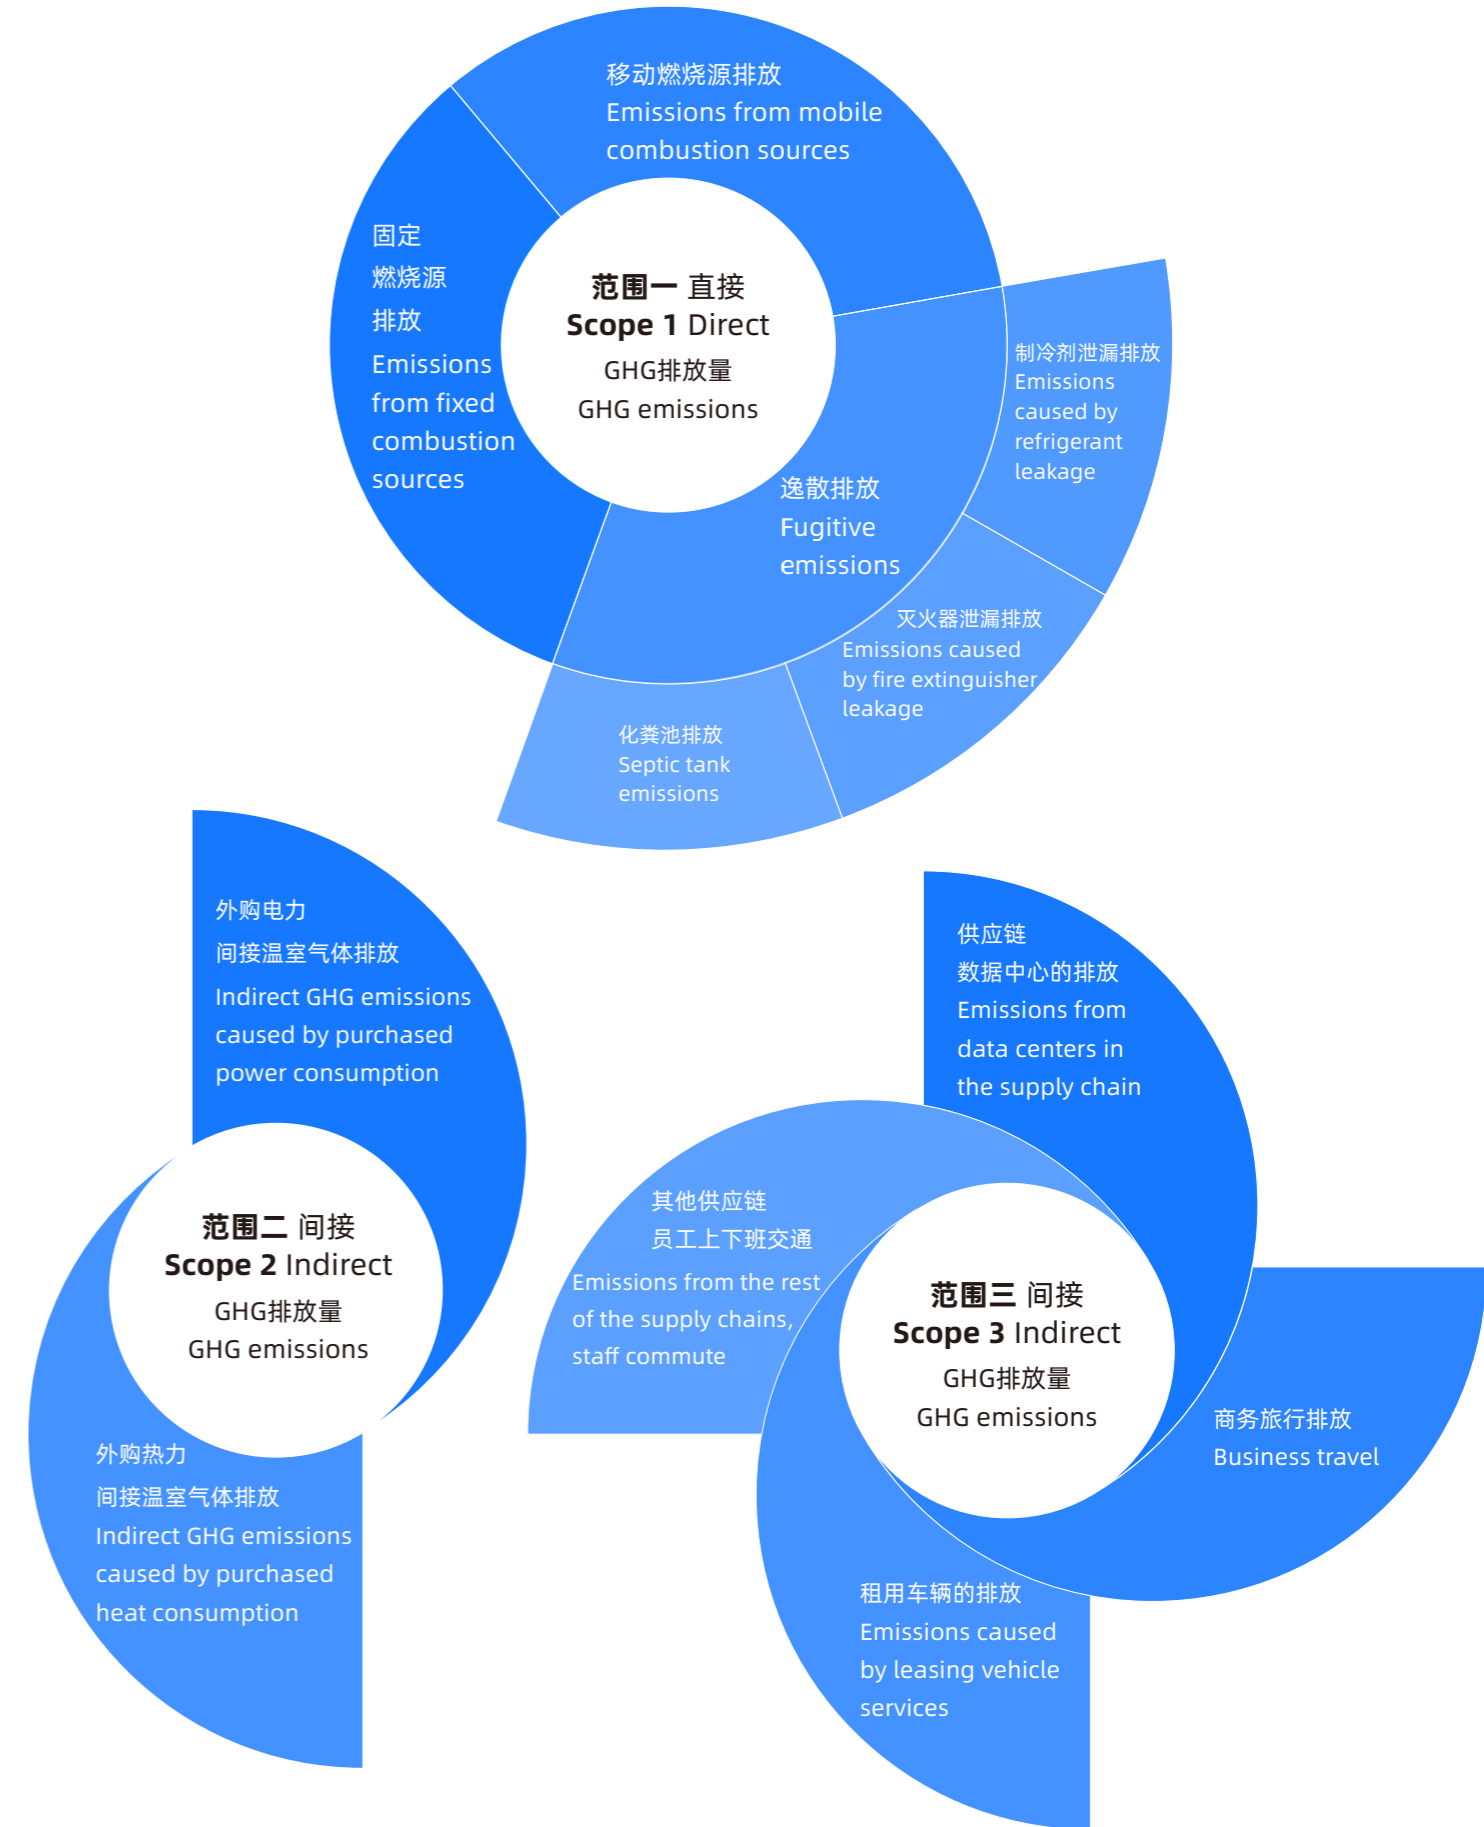 移动燃烧源排放
Emissions from mobile
combustion sources
固定
燃烧源
排放
Emissions
from fixed
combustion
sources
范围一 直接
Scope 1 Direct
GHG排放量
GHG emissions
制冷剂泄漏排放
Emissions
caused by
refrigerant
leakage
逸散排放
Fugitive
emissions
灭火器泄漏排放
Emissions caused
by fire extinguisher
leakage
化粪池排放
Septic tank
emissions
外购电力
间接温室气体排放
Indirect GHG emissions
caused by purchased
power consumption
范围二 间接
Scope 2 Indirect
GHG排放量
GHG emissions
外购热力
间接温室气体排放
Indirect GHG emissions
caused by purchased
heat consumption
供应链
数据中心的排放
Emissions from
data centers in
the supply chain
其他供应链
员工上下班交通
Emissions from the rest
of the supply chains,
staff commute
范围三 间接
Scope 3 Indirect
GHG排放量
GHG emissions
商务旅行排放
Business travel
租用车辆的排放
Emissions caused
by leasing vehicle
services